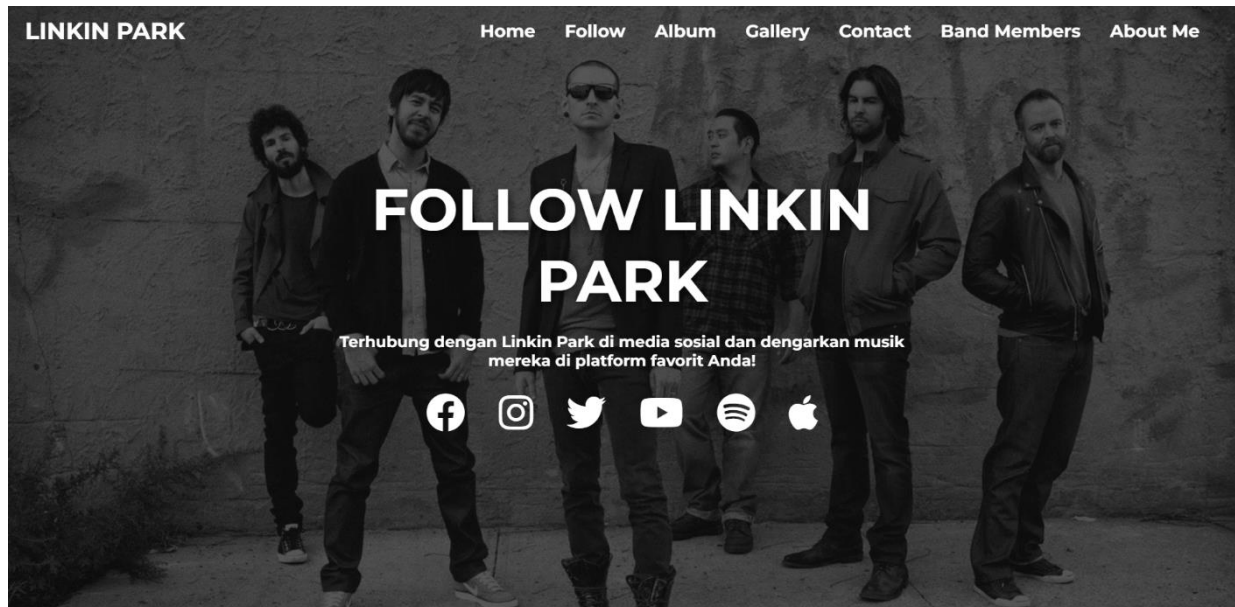 LINKIN PARK
Home Follow Album Gallery Contact Band Members About Me
FOLLOW LINKIN
PARK
Terhubung dengan Linkin Park di media sosial dan dengarkan musik
mereka di platform favorit Anda!